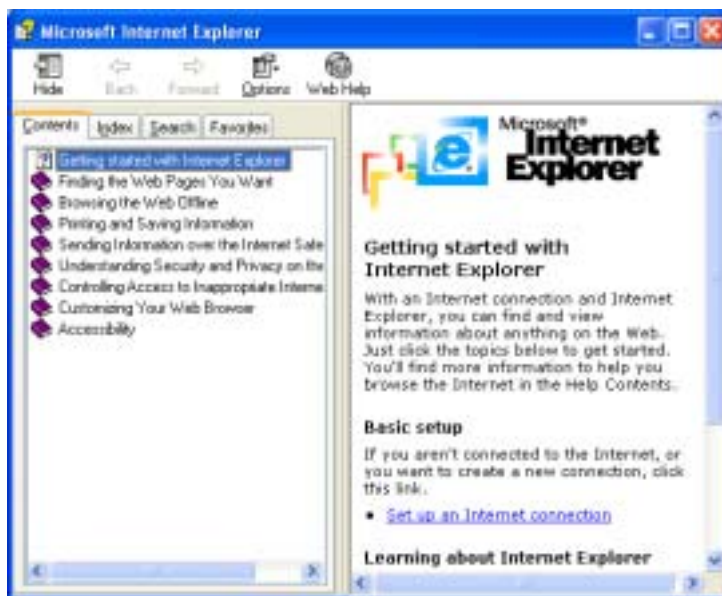 Microsoft Internet Explorer
Hide Back Forward Options Web Help
Contents Index Search Favorites
Getting started with Internet Explorer
Finding the Web Pages You Want
Browsing the Web Offline
Printing and Saving Information
Sending Information over the Internet Safe
Understanding Security and Privacy on the
Controlling Access to Inappropriate Interne
Customizing Your Web Browser
Accessibility
Microsoft®
Internet
Explorer
Getting started with
Internet Explorer
With an Internet connection and Internet
Explorer, you can find and view
information about anything on the Web.
Just click the topics below to get started.
You'll find more information to help you
browse the Internet in the Help Contents.
Basic setup
If you aren't connected to the Internet, or
you want to create a new connection, click
this link.
• Set up an Internet connection
Learning about Internet Explorer